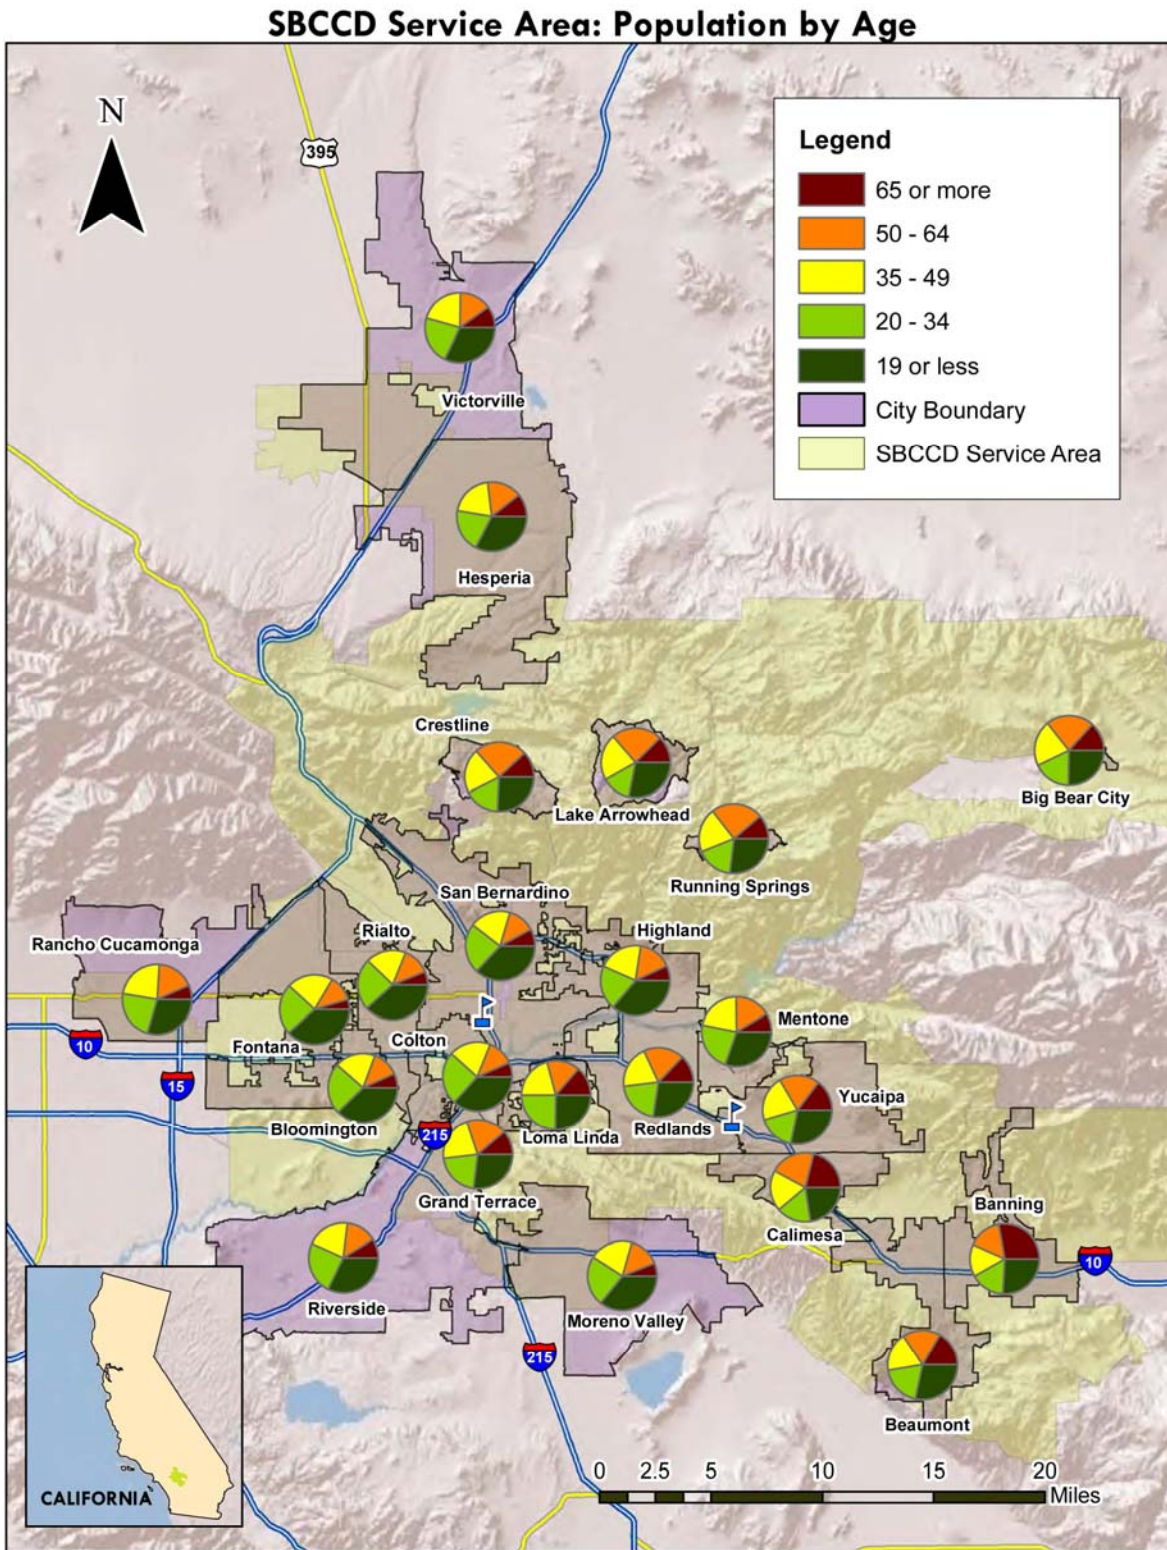 SBCCD Service Area: Population by Age
N
395
Legend
65 or more
50 - 64
35 - 49
20 - 34
19 or less
City Boundary
SBCCD Service Area
Victorville
Hesperia
Crestline
Lake Arrowhead
Big Bear City
Running Springs
San Bernardino
Rancho Cucamonga
Rialto
Highland
Mentone
Fontana
Colton
10
15
Yucaipa
Bloomington
215
Loma Linda
Redlands
Grand Terrace
Banning
Calimesa
10
Riverside
Moreno Valley
215
Beaumont
0 2.5 5 10 15 20
Miles
CALIFORNIA